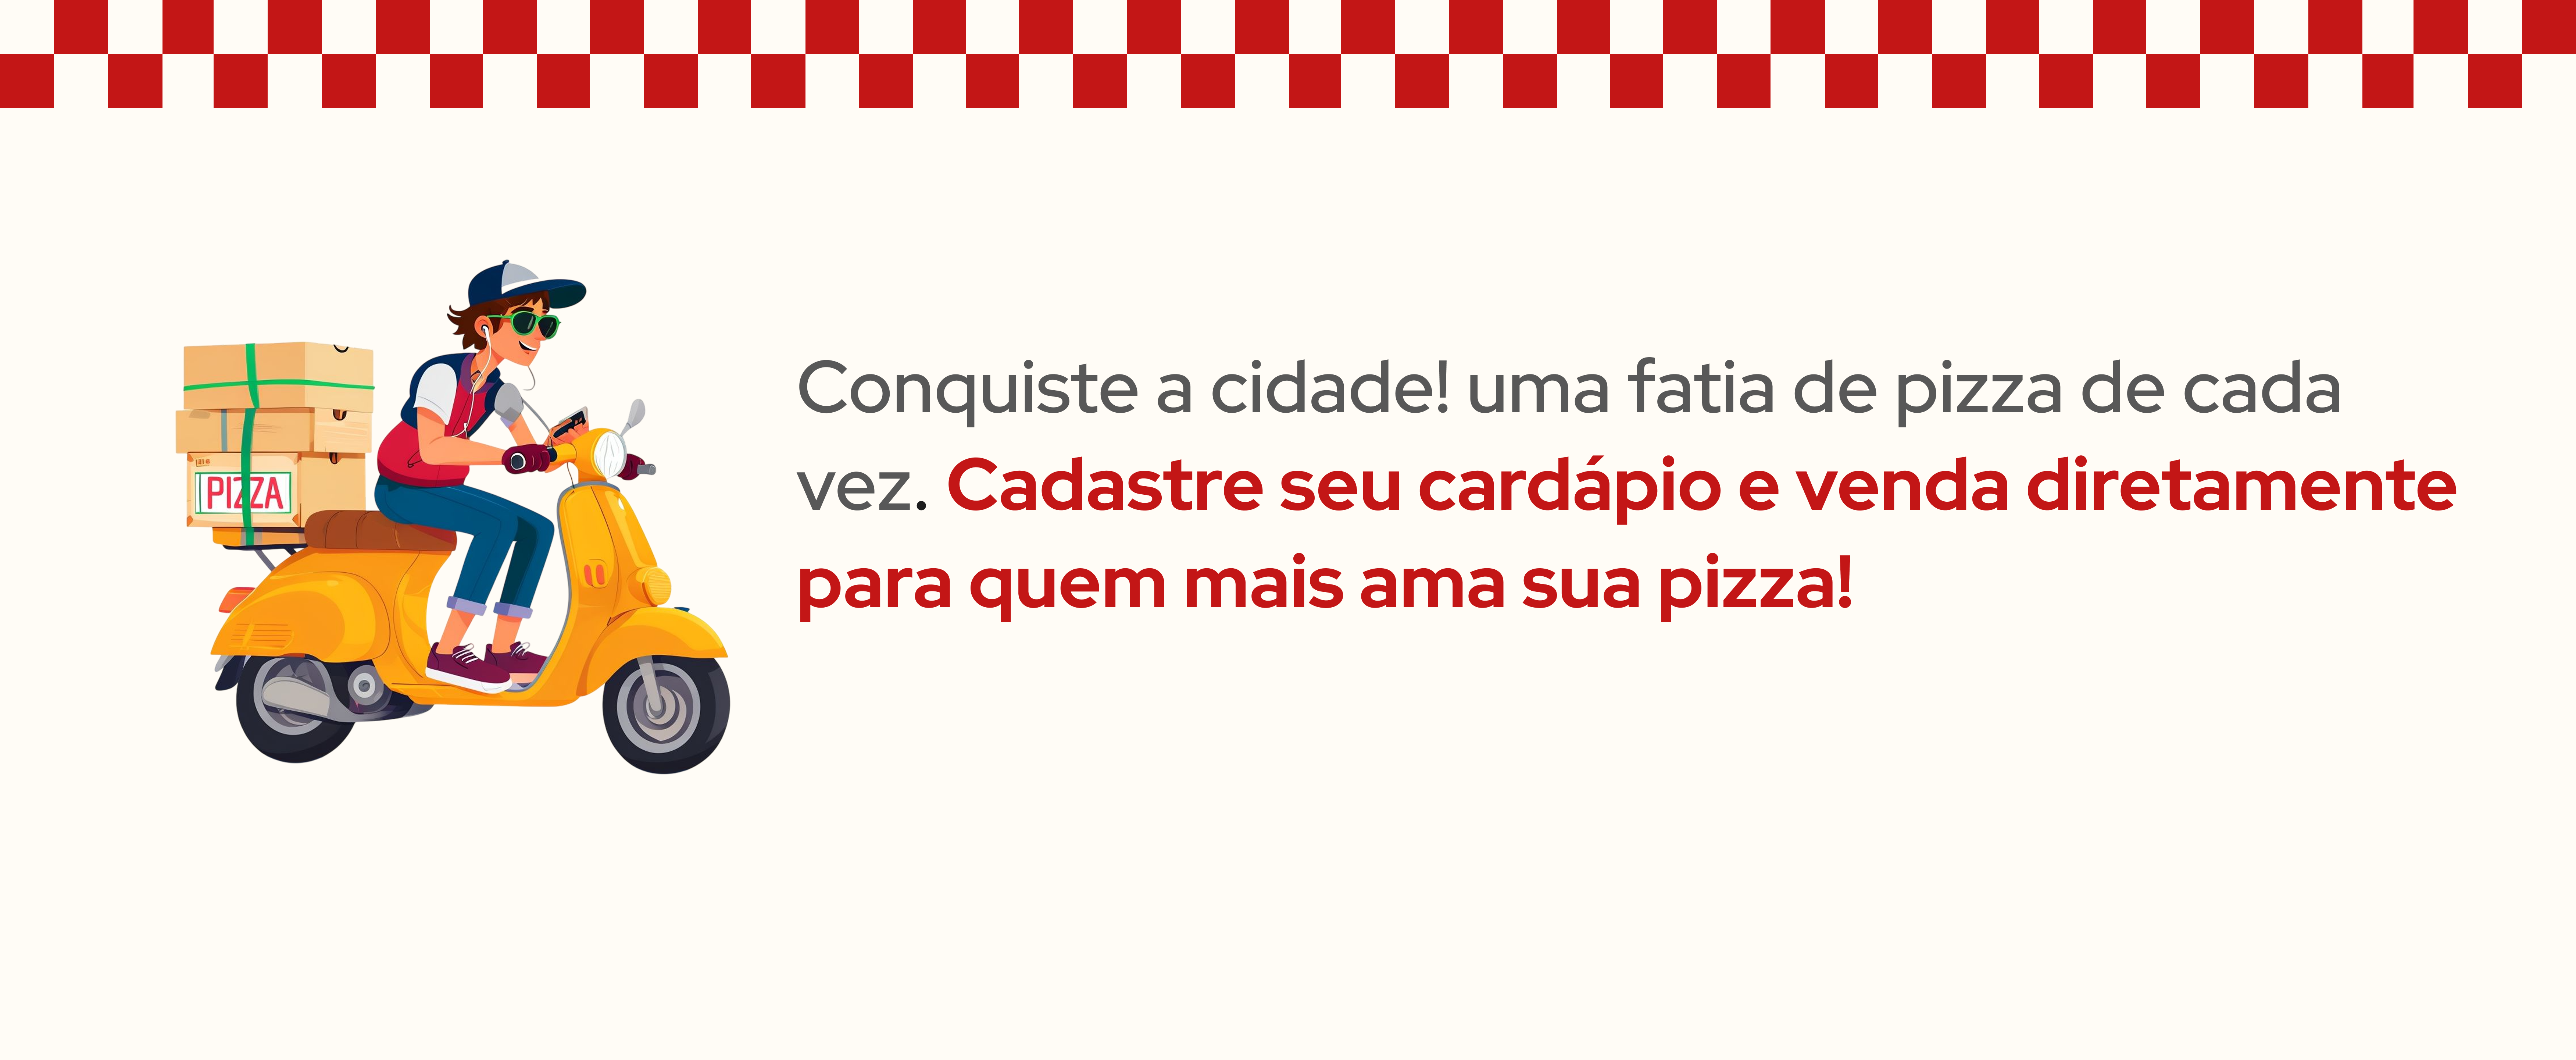 Conquiste a cidade! uma fatia de pizza de cada
vez. Cadastre seu cardápio e venda diretamente
para quem mais ama sua pizza!
PIZZA